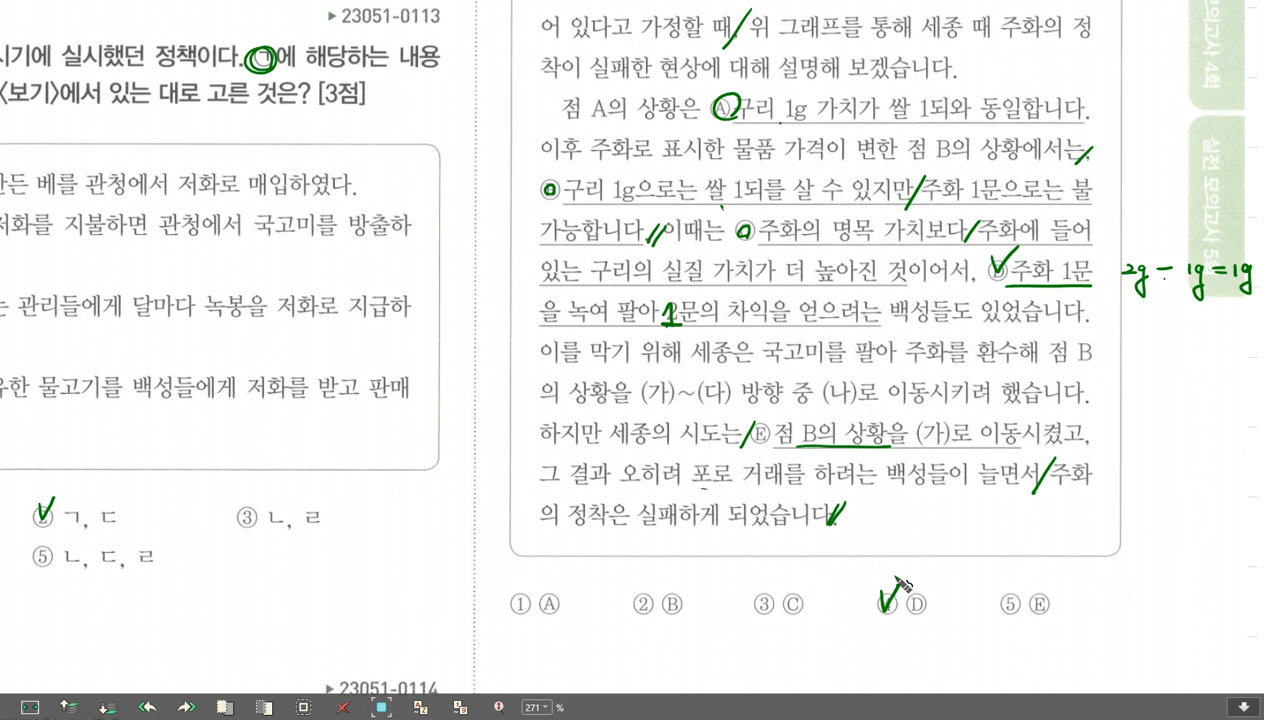 ▶ 23051-0113
시기에 실시했던 정책이다. ㉠에 해당하는 내용
<보기>에서 있는 대로 고른 것은? [3점]
만든 베를 관청에서 저화로 매입하였다.
저화를 지불하면 관청에서 국고미를 방출하
는 관리들에게 달마다 녹봉을 저화로 지급하
유한 물고기를 백성들에게 저화를 받고 판매
② ㄱ, ㄷ
③ ㄴ, ㄹ
⑤ ㄴ, ㄷ, ㄹ
▶ 23051-0114
어 있다고 가정할 때, 위 그래프를 통해 세종 때 주화의 정
착이 실패한 현상에 대해 설명해 보겠습니다.
점 A의 상황은 Ⓐ구리 1g 가치가 쌀 1되와 동일합니다.
이후 주화로 표시한 물품 가격이 변한 점 B의 상황에서는,
Ⓑ구리 1g으로는 쌀 1되를 살 수 있지만 주화 1문으로는 불
가능합니다. 이때는 Ⓒ주화의 명목 가치보다 주화에 들어
있는 구리의 실질 가치가 더 높아진 것이어서, Ⓓ주화 1문
을 녹여 팔아 2문의 차익을 얻으려는 백성들도 있었습니다.
이를 막기 위해 세종은 국고미를 팔아 주화를 환수해 점 B
의 상황을 (가)~(다) 방향 중 (나)로 이동시키려 했습니다.
하지만 세종의 시도는 Ⓔ점 B의 상황을 (가)로 이동시켰고,
그 결과 오히려 포로 거래를 하려는 백성들이 늘면서 주화
의 정착은 실패하게 되었습니다.
1
2g - 1g = 1g
① Ⓐ ② Ⓑ ③ Ⓒ ④ Ⓓ ⑤ Ⓔ
모의고사 4회
실전 모의고사 5
271 %